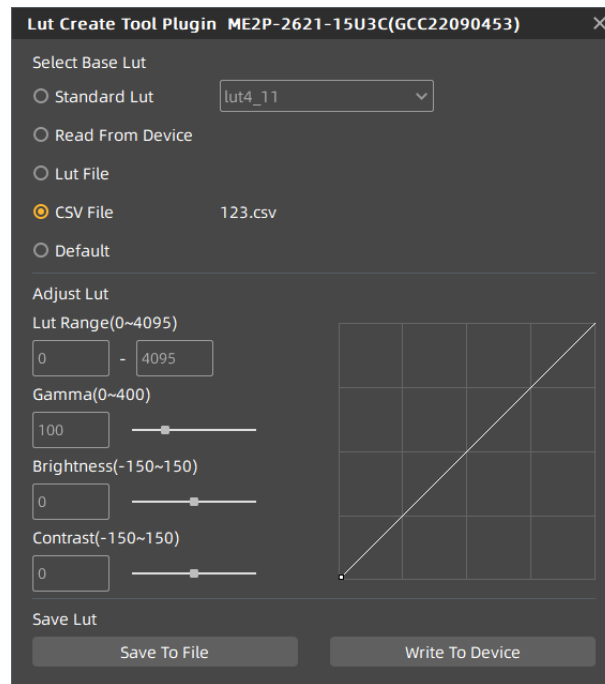 Lut Create Tool Plugin ME2P-2621-15U3C(GCC22090453)
Select Base Lut
Standard Lut lut4_11
Read From Device
Lut File
CSV File 123.csv
Default
Adjust Lut
Lut Range(0~4095)
0 - 4095
Gamma(0~400)
100
Brightness(-150~150)
0
Contrast(-150~150)
0
Save Lut
Save To File Write To Device